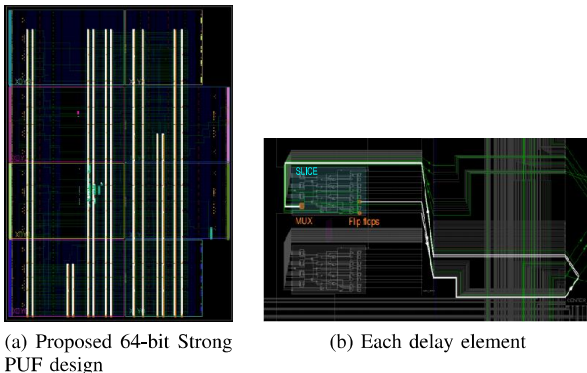 SLICE
MUX
Flip flops
(a) Proposed 64-bit Strong
PUF design
(b) Each delay element